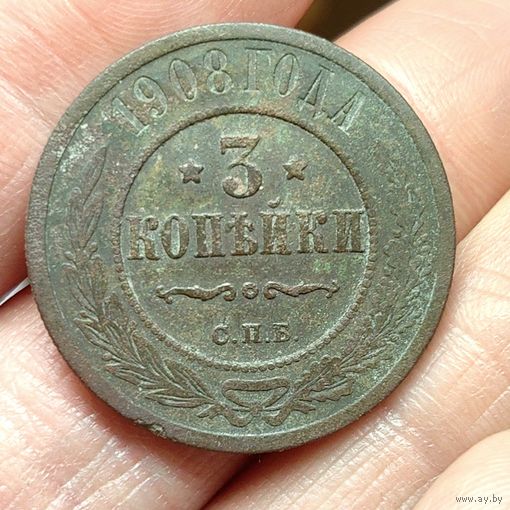 1908 ГОДА
★ 3 ★
КОПѢЙКИ
С.П.Б.
www.ay.by